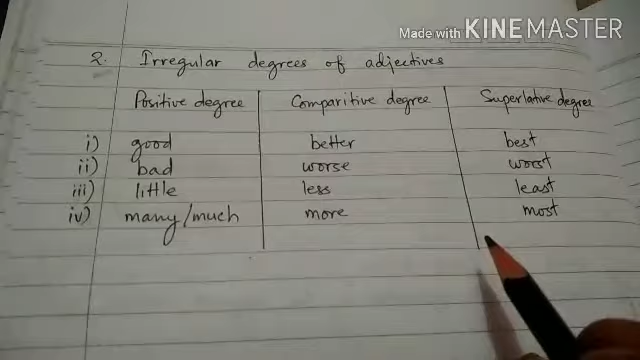 Made with KINEMASTER
2. Irregular degrees of adjectives
Positive degree Comparitive degree Superlative degree
i) good better best
ii) bad worse worst
iii) little less least
iv) many/much more most